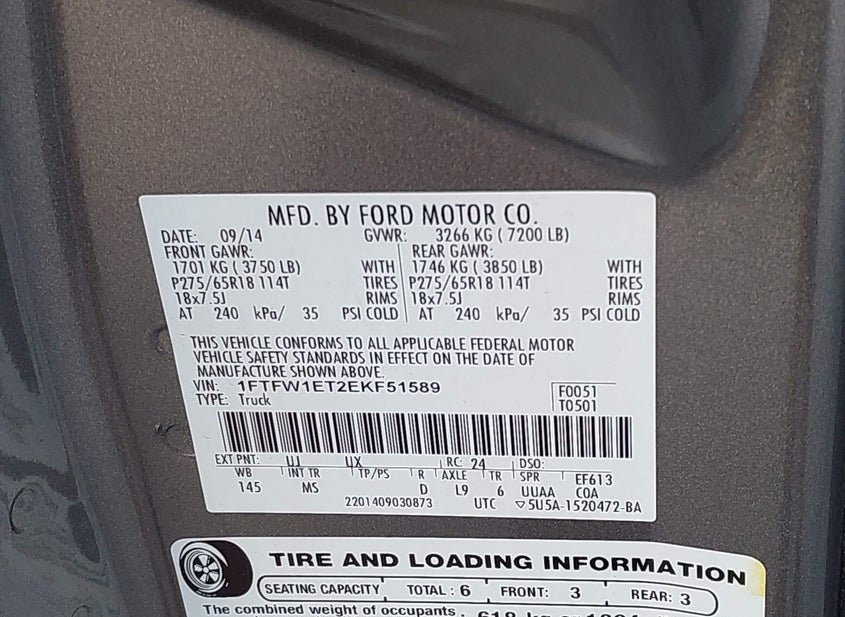 MFD. BY FORD MOTOR CO.
DATE: 09/14 GVWR: 3266 KG ( 7200 LB)
FRONT GAWR: REAR GAWR:
1701 KG ( 3750 LB) WITH 1746 KG ( 3850 LB) WITH
P275/65R18 114T TIRES P275/65R18 114T TIRES
18x7.5J RIMS 18x7.5J RIMS
AT 240 kPa/ 35 PSI COLD AT 240 kPa/ 35 PSI COLD
THIS VEHICLE CONFORMS TO ALL APPLICABLE FEDERAL MOTOR
VEHICLE SAFETY STANDARDS IN EFFECT ON THE DATE OF
MANUFACTURE SHOWN ABOVE.
VIN: 1FTFW1ET2EKF51589 F0051
TYPE: Truck T0501
EXT PNT: UJ UX RC: 24 DSO:
WB INT TR TP/PS R AXLE TR SPR EF613
145 MS D L9 6 UUAA COA
2201409030873 UTC ▽5U5A-1520472-BA
TIRE AND LOADING INFORMATION
SEATING CAPACITY TOTAL : 6 FRONT: 3 REAR: 3
The combined weight of occupants